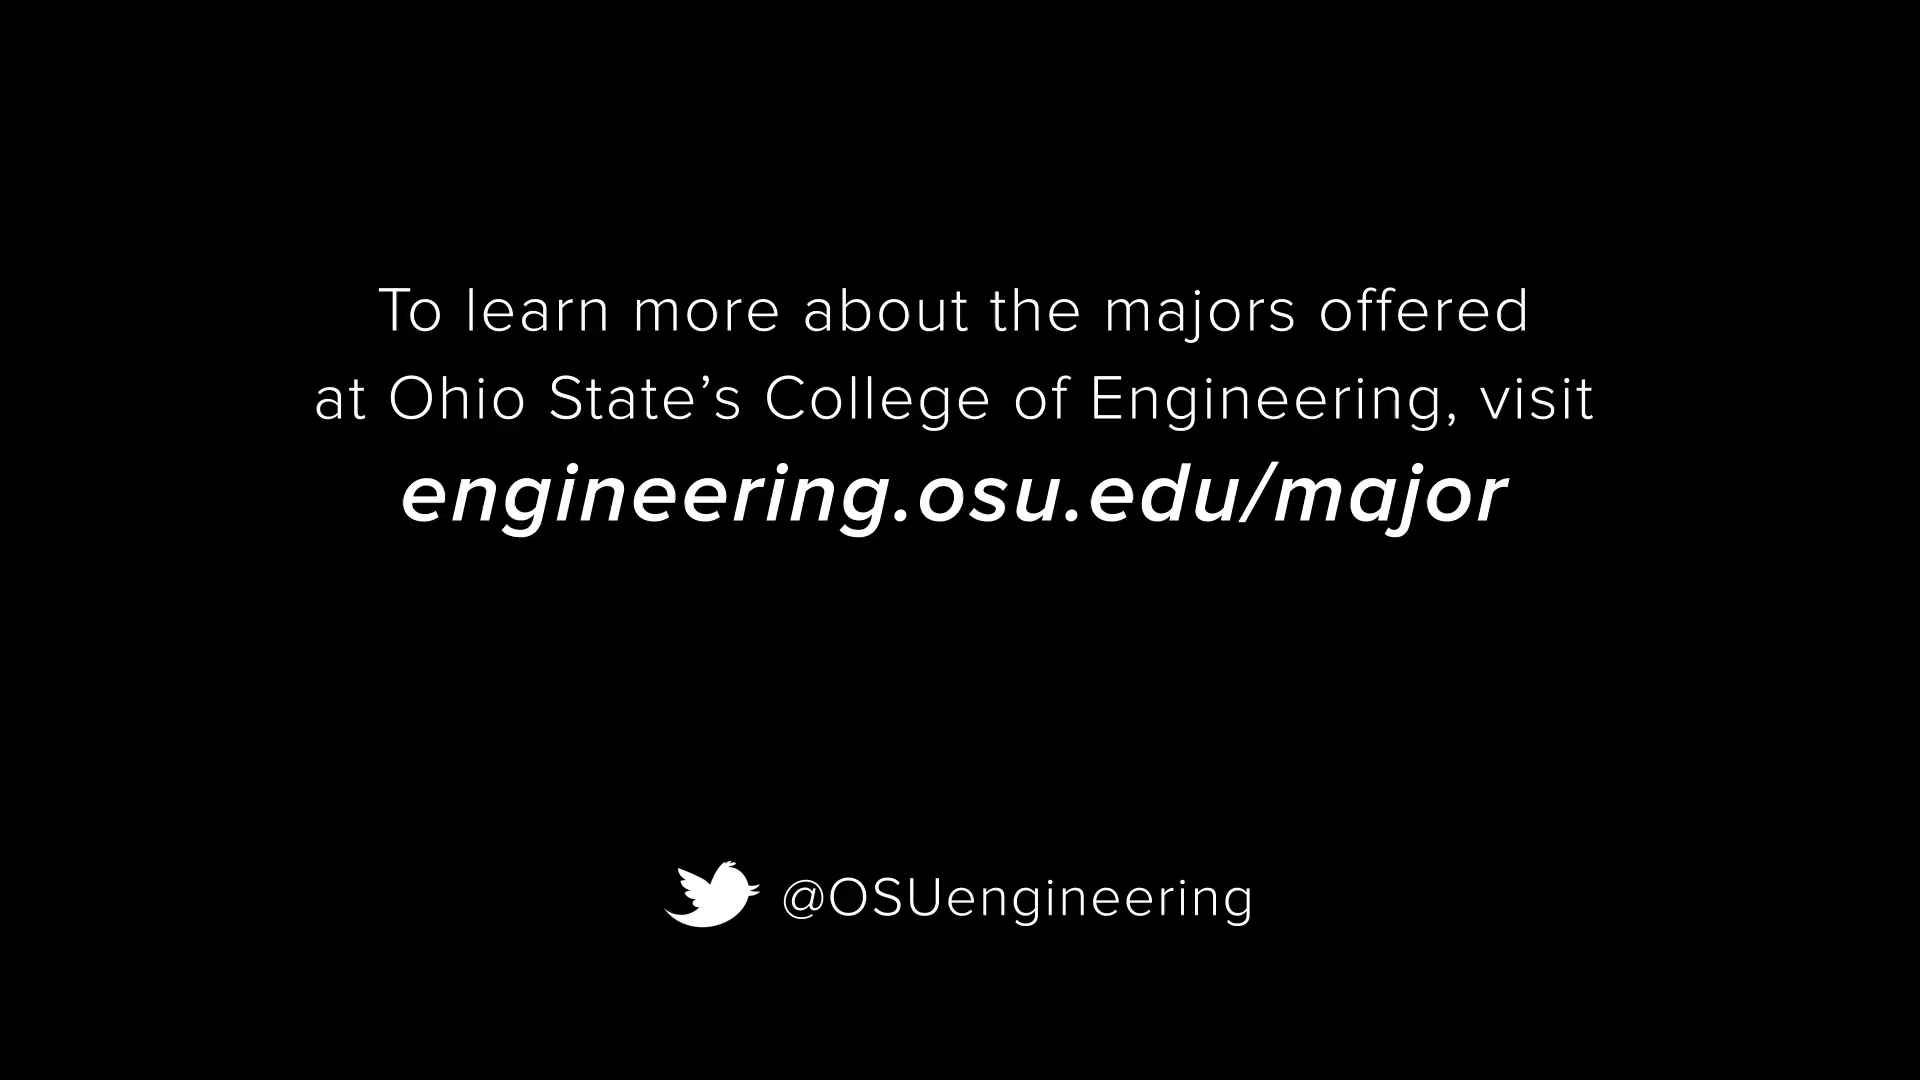 To learn more about the majors offered
at Ohio State’s College of Engineering, visit
engineering.osu.edu/major
@OSUengineering